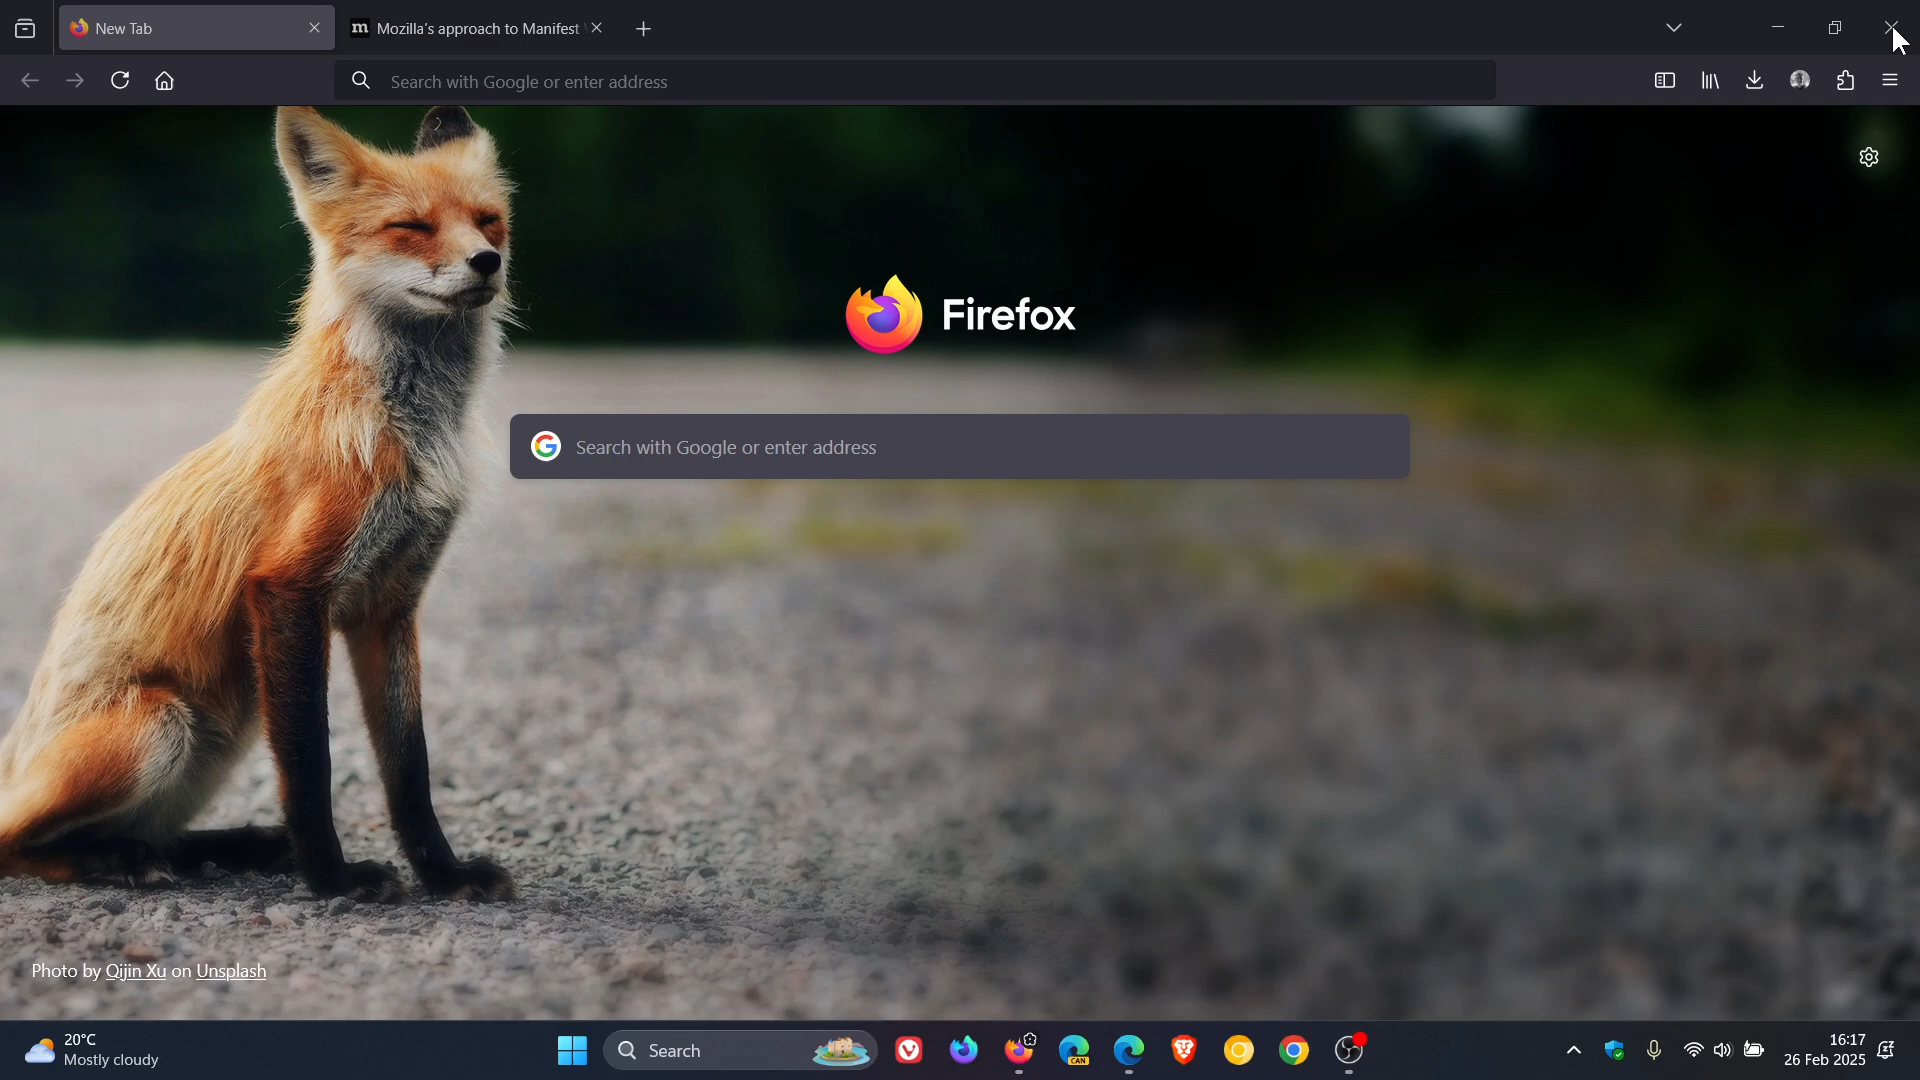 New Tab
m Mozilla's approach to Manifest
Search with Google or enter address
Firefox
Search with Google or enter address
Photo by Qijin Xu on Unsplash
20°C
Mostly cloudy
Search
CAN
16:17
26 Feb 2025